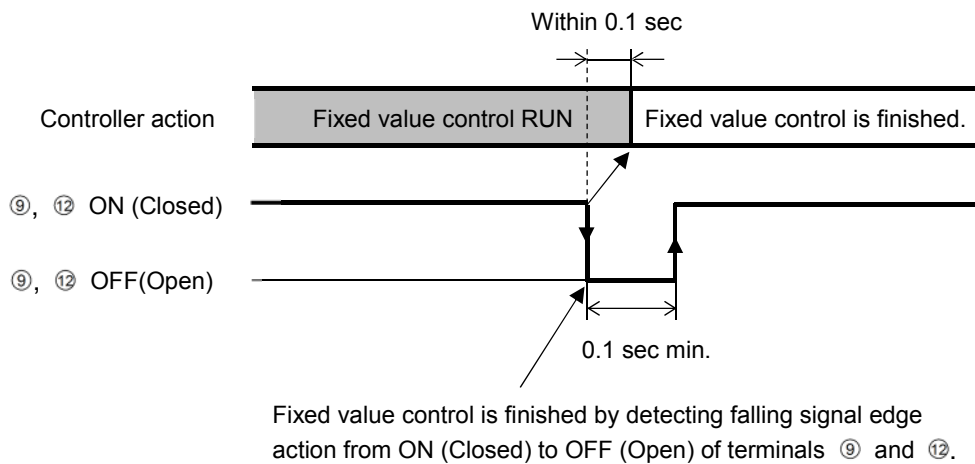 Within 0.1 sec
Controller action
Fixed value control RUN
Fixed value control is finished.
⑨, ⑫ ON (Closed)
⑨, ⑫ OFF(Open)
0.1 sec min.
Fixed value control is finished by detecting falling signal edge
action from ON (Closed) to OFF (Open) of terminals ⑨ and ⑫.